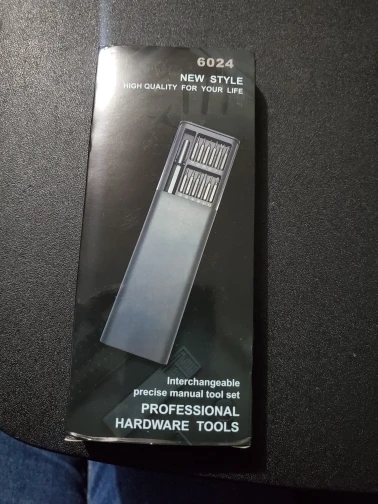 6024
NEW STYLE
HIGH QUALITY FOR YOUR LIFE
Interchangeable
precise manual tool set
PROFESSIONAL
HARDWARE TOOLS